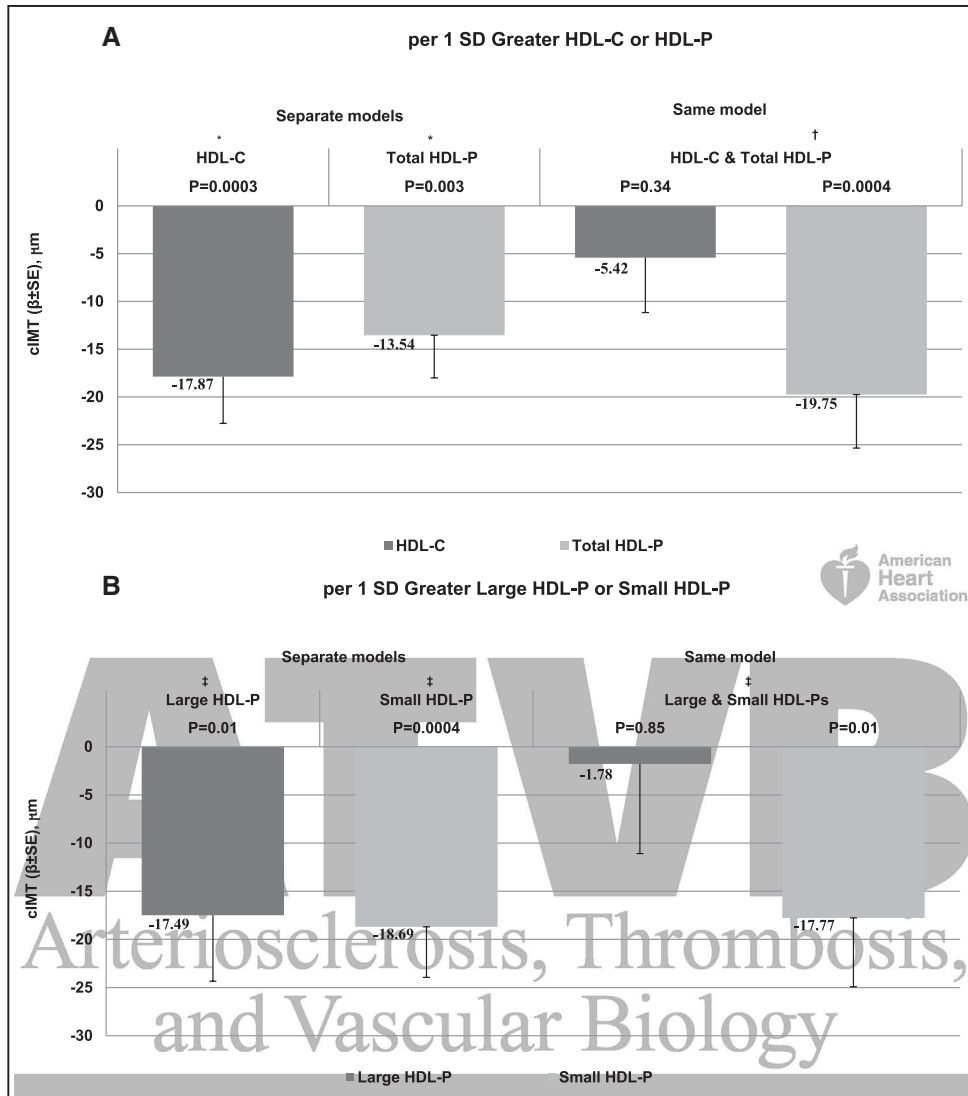 A
per 1 SD Greater HDL-C or HDL-P
Separate models
Same model
*
*
†
HDL-C
Total HDL-P
HDL-C & Total HDL-P
P=0.0003
P=0.003
P=0.34
P=0.0004
cIMT (β±SE), μm
0
-5
-10
-15
-20
-25
-30
-17.87
-13.54
-5.42
-19.75
HDL-C
Total HDL-P
American
Heart
Association
B
per 1 SD Greater Large HDL-P or Small HDL-P
Separate models
Same model
‡
‡
‡
Large HDL-P
Small HDL-P
Large & Small HDL-Ps
P=0.01
P=0.0004
P=0.85
P=0.01
cIMT (β±SE), μm
0
-5
-10
-15
-20
-25
-30
-17.49
-18.69
-1.78
-17.77
ATVB
Arteriosclerosis, Thrombosis,
and Vascular Biology
Large HDL-P
Small HDL-P